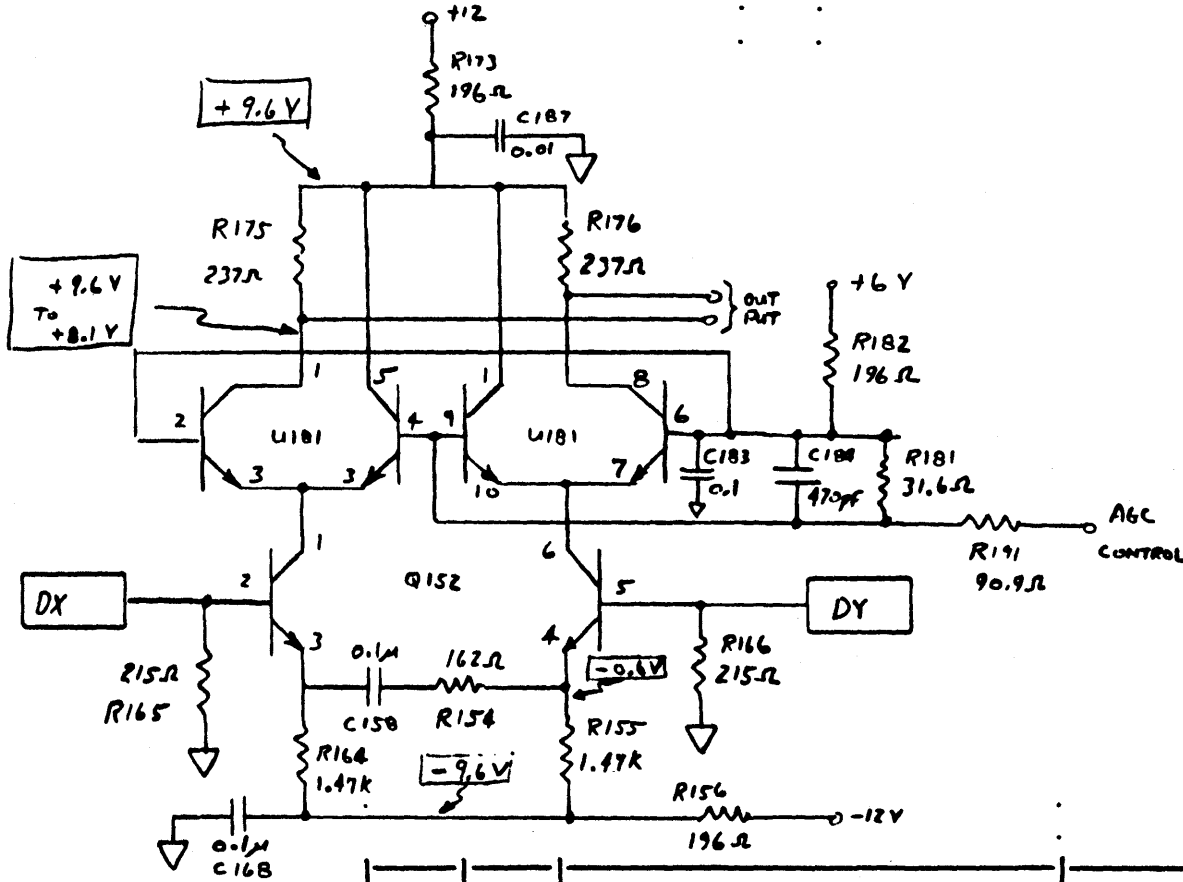 +12
R173
196Ω
+ 9.6 V
C187
0.01
R175
237Ω
R176
237Ω
+ 9.6 V
TO
+8.1 V
OUT
PUT
+6 V
R182
196Ω
1
5
1
8
2
U181
4
9
U181
6
3
3
10
7
C183
0.1
C184
470pf
R181
31.6Ω
AGC
CONTROL
R191
90.9Ω
1
6
2
Q152
5
DX
DY
3
4
0.1μ
162Ω
-0.6V
C158
R154
215Ω
R165
R166
215Ω
R164
1.47K
R155
1.47K
-9.6V
R156
196Ω
-12V
0.1μ
C168